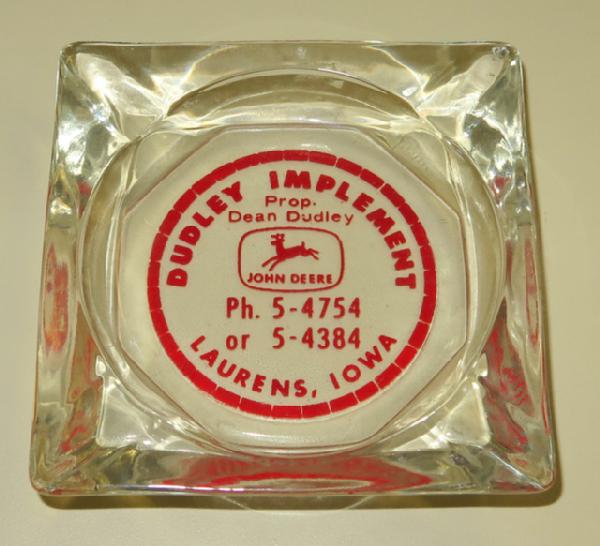 DUDLEY IMPLEMENT
Prop.
Dean Dudley
JOHN DEERE
Ph. 5-4754
or 5-4384
LAURENS, IOWA